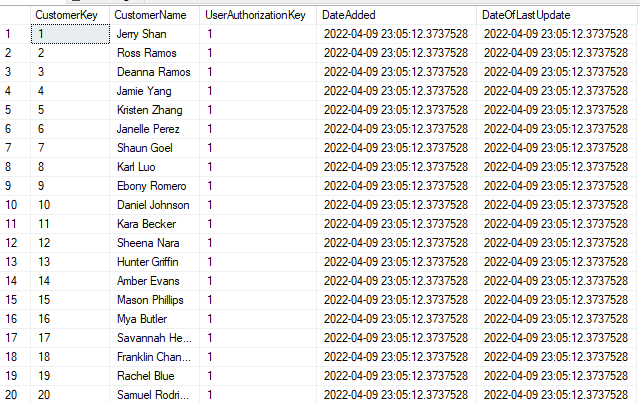 CustomerKey CustomerName UserAuthorizationKey DateAdded DateOfLastUpdate
1 1 Jerry Shan 1 2022-04-09 23:05:12.3737528 2022-04-09 23:05:12.3737528
2 2 Ross Ramos 1 2022-04-09 23:05:12.3737528 2022-04-09 23:05:12.3737528
3 3 Deanna Ramos 1 2022-04-09 23:05:12.3737528 2022-04-09 23:05:12.3737528
4 4 Jamie Yang 1 2022-04-09 23:05:12.3737528 2022-04-09 23:05:12.3737528
5 5 Kristen Zhang 1 2022-04-09 23:05:12.3737528 2022-04-09 23:05:12.3737528
6 6 Janelle Perez 1 2022-04-09 23:05:12.3737528 2022-04-09 23:05:12.3737528
7 7 Shaun Goel 1 2022-04-09 23:05:12.3737528 2022-04-09 23:05:12.3737528
8 8 Karl Luo 1 2022-04-09 23:05:12.3737528 2022-04-09 23:05:12.3737528
9 9 Ebony Romero 1 2022-04-09 23:05:12.3737528 2022-04-09 23:05:12.3737528
10 10 Daniel Johnson 1 2022-04-09 23:05:12.3737528 2022-04-09 23:05:12.3737528
11 11 Kara Becker 1 2022-04-09 23:05:12.3737528 2022-04-09 23:05:12.3737528
12 12 Sheena Nara 1 2022-04-09 23:05:12.3737528 2022-04-09 23:05:12.3737528
13 13 Hunter Griffin 1 2022-04-09 23:05:12.3737528 2022-04-09 23:05:12.3737528
14 14 Amber Evans 1 2022-04-09 23:05:12.3737528 2022-04-09 23:05:12.3737528
15 15 Mason Phillips 1 2022-04-09 23:05:12.3737528 2022-04-09 23:05:12.3737528
16 16 Mya Butler 1 2022-04-09 23:05:12.3737528 2022-04-09 23:05:12.3737528
17 17 Savannah He... 1 2022-04-09 23:05:12.3737528 2022-04-09 23:05:12.3737528
18 18 Franklin Chan... 1 2022-04-09 23:05:12.3737528 2022-04-09 23:05:12.3737528
19 19 Rachel Blue 1 2022-04-09 23:05:12.3737528 2022-04-09 23:05:12.3737528
20 20 Samuel Rodri... 1 2022-04-09 23:05:12.3737528 2022-04-09 23:05:12.3737528